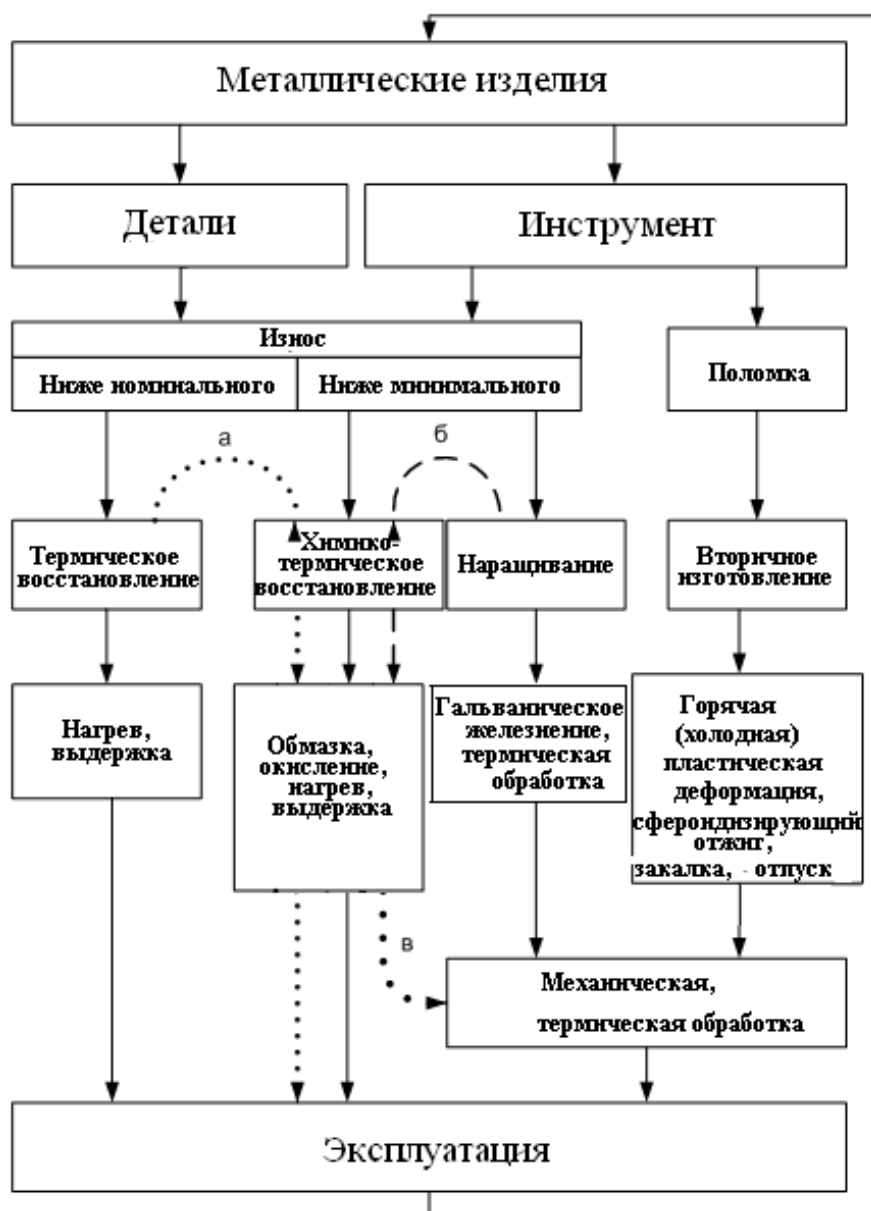 Металлические изделия
Детали
Инструмент
Износ
Ниже номинального
Ниже минимального
Поломка
а
б
Термическое
восстановление
Химико-
термическое
восстановление
Наращивание
Вторичное
изготовление
Нагрев,
выдержка
Обмазка,
окисление,
нагрев,
выдержка
Гальваническое
железнение,
термическая
обработка
Горячая
(холодная)
пластическая
деформация,
сфероидизирующий
отжиг,
закалка, - отпуск
в
Механическая,
термическая обработка
Эксплуатация